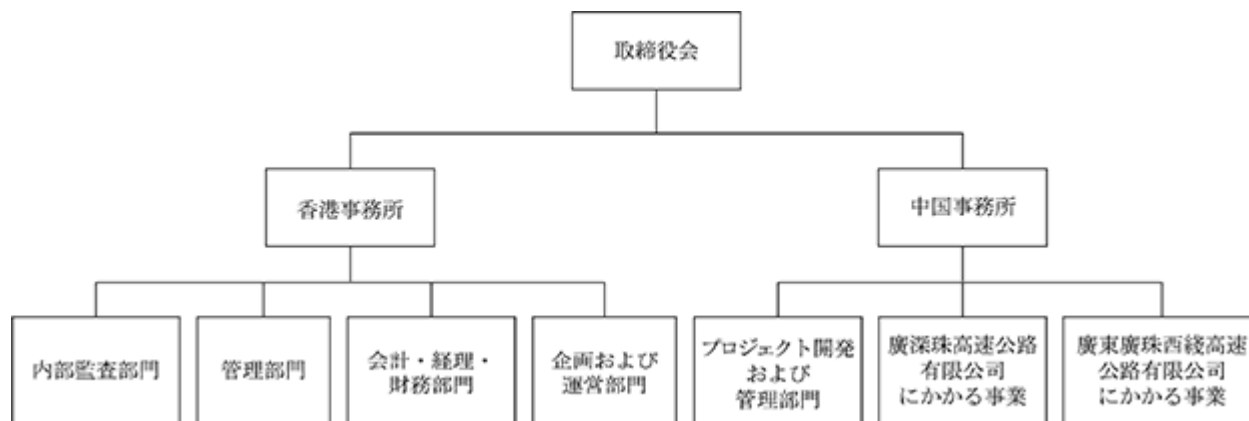 取締役会
香港事務所
中国事務所
内部監査部門
管理部門
会計・経理・
財務部門
企画および
運営部門
プロジェクト開発
および
管理部門
廣深珠高速公路
有限公司
にかかる事業
廣東廣珠西綫高速
公路有限公司
にかかる事業